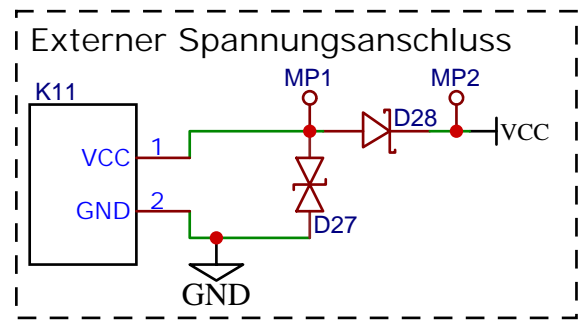 Externer Spannungsanschluss
MP1
MP2
K11
D28
1
VCC
VCC
2
GND
D27
GND